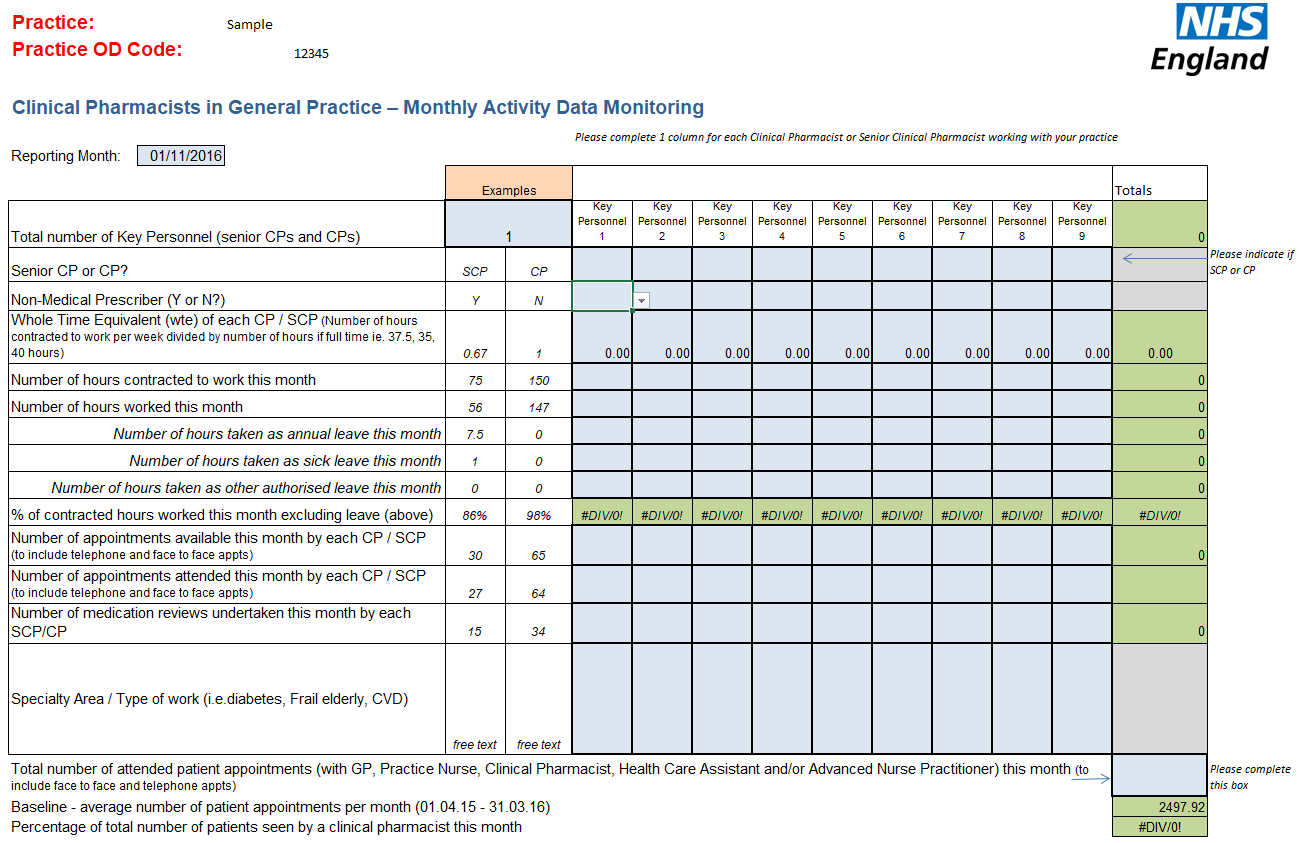 Practice: Sample
Practice OD Code: 12345
NHS
England
Clinical Pharmacists in General Practice – Monthly Activity Data Monitoring
Please complete 1 column for each Clinical Pharmacist or Senior Clinical Pharmacist working with your practice
Reporting Month: 01/11/2016
Examples Totals
Total number of Key Personnel (senior CPs and CPs) 1 Key Personnel 1 Key Personnel 2 Key Personnel 3 Key Personnel 4 Key Personnel 5 Key Personnel 6 Key Personnel 7 Key Personnel 8 Key Personnel 9 0
Senior CP or CP? SCP CP
Please indicate if
SCP or CP
Non-Medical Prescriber (Y or N?) Y N
Whole Time Equivalent (wte) of each CP / SCP (Number of hours
contracted to work per week divided by number of hours if full time ie. 37.5, 35,
40 hours) 0.67 1 0.00 0.00 0.00 0.00 0.00 0.00 0.00 0.00 0.00 0.00
Number of hours contracted to work this month 75 150 0
Number of hours worked this month 56 147 0
Number of hours taken as annual leave this month 7.5 0 0
Number of hours taken as sick leave this month 1 0 0
Number of hours taken as other authorised leave this month 0 0 0
% of contracted hours worked this month excluding leave (above) 86% 98% #DIV/0! #DIV/0! #DIV/0! #DIV/0! #DIV/0! #DIV/0! #DIV/0! #DIV/0! #DIV/0! #DIV/0!
Number of appointments available this month by each CP / SCP
(to include telephone and face to face appts) 30 65 0
Number of appointments attended this month by each CP / SCP
(to include telephone and face to face appts) 27 64
Number of medication reviews undertaken this month by each
SCP/CP 15 34 0
Specialty Area / Type of work (i.e.diabetes, Frail elderly, CVD)
free text free text
Total number of attended patient appointments (with GP, Practice Nurse, Clinical Pharmacist, Health Care Assistant and/or Advanced Nurse Practitioner) this month (to
include face to face and telephone appts)
Please complete
this box
Baseline - average number of patient appointments per month (01.04.15 - 31.03.16) 2497.92
Percentage of total number of patients seen by a clinical pharmacist this month #DIV/0!